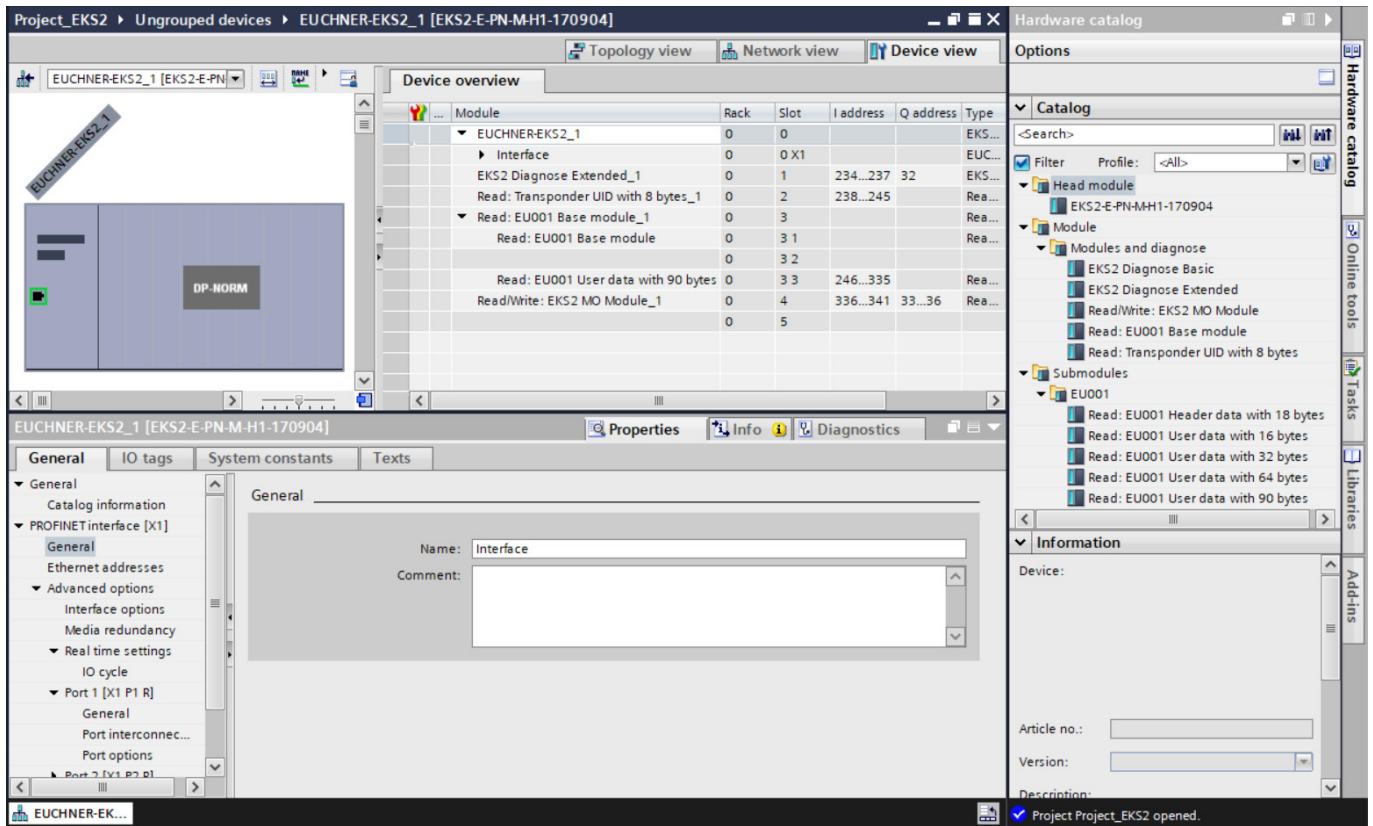 Project_EKS2 ▸ Ungrouped devices ▸ EUCHNER-EKS2_1 [EKS2-E-PN-M-H1-170904]
Topology view Network view Device view
EUCHNER-EKS2_1 [EKS2-E-PN
EUCHNER-EKS2_1
DP-NORM
Device overview
... Module Rack Slot I address Q address Type
EUCHNER-EKS2_1 0 0 EKS...
Interface 0 0 X1 EUC...
EKS2 Diagnose Extended_1 0 1 234...237 32 EKS...
Read: Transponder UID with 8 bytes_1 0 2 238...245 Rea...
Read: EU001 Base module_1 0 3 Rea...
Read: EU001 Base module 0 3 1 Rea...
0 3 2
Read: EU001 User data with 90 bytes 0 3 3 246...335 Rea...
Read/Write: EKS2 MO Module_1 0 4 336...341 33...36 Rea...
0 5
EUCHNER-EKS2_1 [EKS2-E-PN-M-H1-170904]
Properties Info Diagnostics
General IO tags System constants Texts
General
Catalog information
PROFINET interface [X1]
General
Ethernet addresses
Advanced options
Interface options
Media redundancy
Real time settings
IO cycle
Port 1 [X1 P1 R]
General
Port interconnec...
Port options
Port 2 [X1 P2 R]
General
Name: Interface
Comment:
EUCHNER-EK...
Hardware catalog
Options
Catalog
<Search>
Filter Profile: <All>
Head module
EKS2-E-PN-M-H1-170904
Module
Modules and diagnose
EKS2 Diagnose Basic
EKS2 Diagnose Extended
Read/Write: EKS2 MO Module
Read: EU001 Base module
Read: Transponder UID with 8 bytes
Submodules
EU001
Read: EU001 Header data with 18 bytes
Read: EU001 User data with 16 bytes
Read: EU001 User data with 32 bytes
Read: EU001 User data with 64 bytes
Read: EU001 User data with 90 bytes
Information
Device:
Article no.:
Version:
Description:
Project Project_EKS2 opened.
Hardware catalog
Online tools
Tasks
Libraries
Add-ins